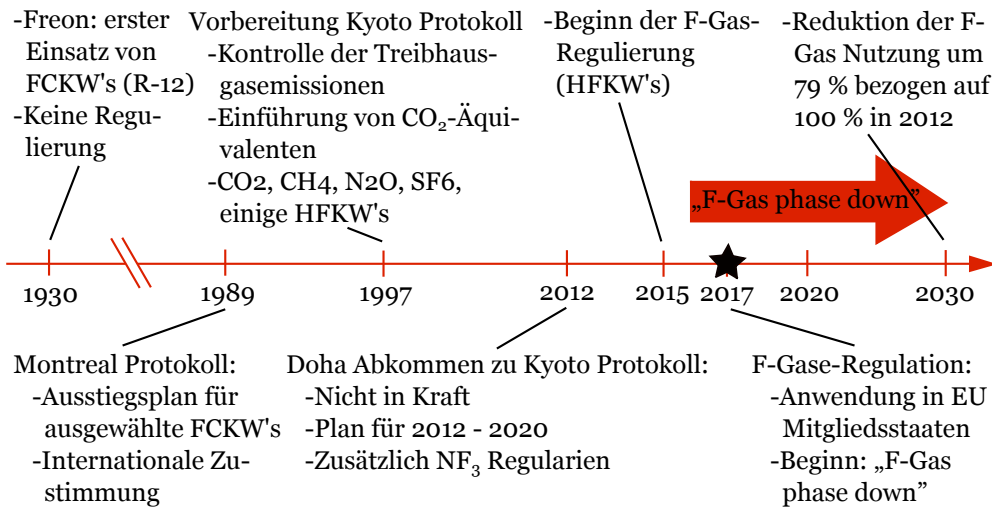 -Freon: erster
Einsatz von
FCKW's (R-12)
-Keine Regu-
lierung
Vorbereitung Kyoto Protokoll
-Kontrolle der Treibhaus-
gasemissionen
-Einführung von CO₂-Äqui-
valenten
-CO2, CH4, N2O, SF6,
einige HFKW's
-Beginn der F-Gas-
Regulierung
(HFKW's)
-Reduktion der F-
Gas Nutzung um
79 % bezogen auf
100 % in 2012
„F-Gas phase down”
1930
1989
1997
2012
2015
2017
2020
2030
Montreal Protokoll:
-Ausstiegsplan für
ausgewählte FCKW's
-Internationale Zu-
stimmung
Doha Abkommen zu Kyoto Protokoll:
-Nicht in Kraft
-Plan für 2012 - 2020
-Zusätzlich NF₃ Regularien
F-Gase-Regulation:
-Anwendung in EU
Mitgliedsstaaten
-Beginn: „F-Gas
phase down”